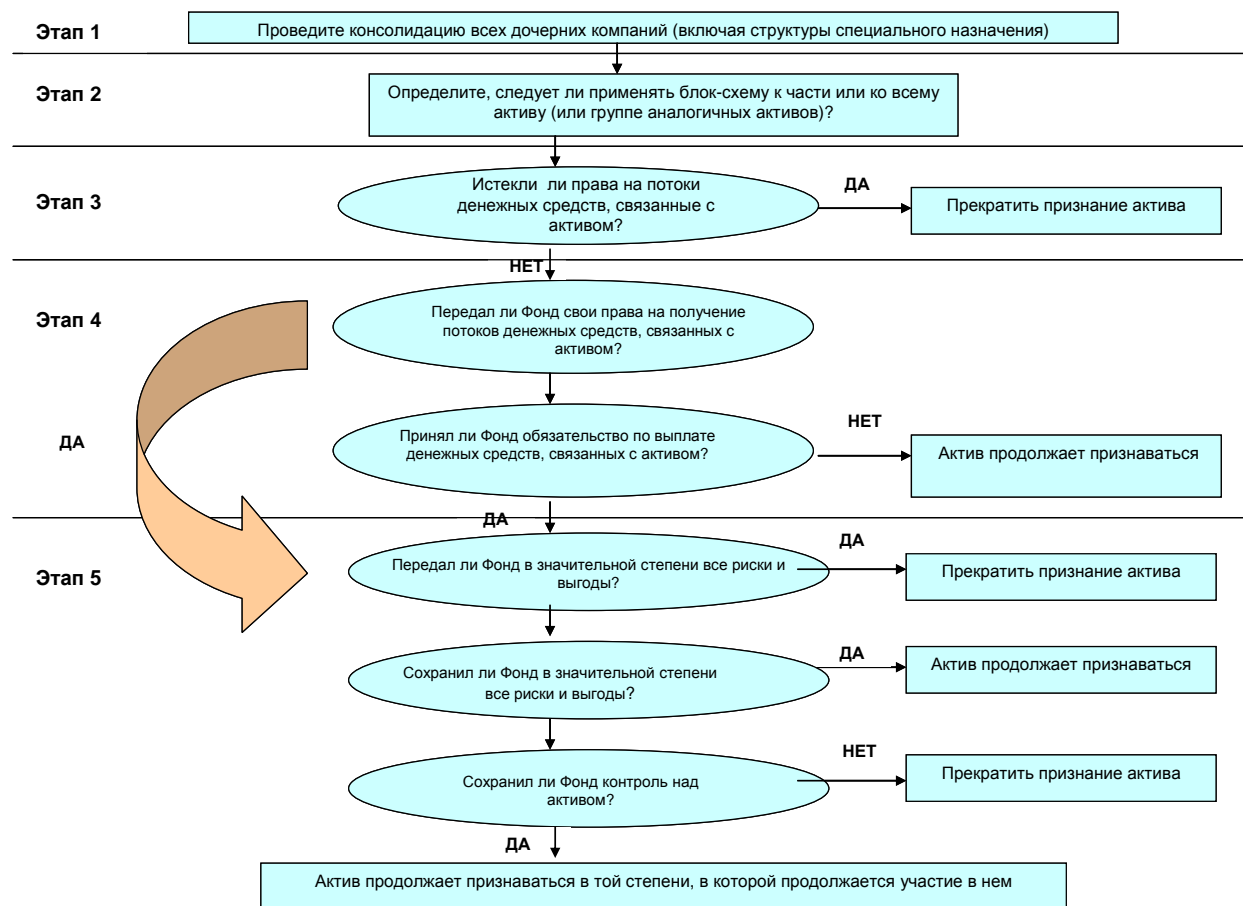 Этап 1
Проведите консолидацию всех дочерних компаний (включая структуры специального назначения)
Этап 2
Определите, следует ли применять блок-схему к части или ко всему
активу (или группе аналогичных активов)?
Этап 3
Истекли ли права на потоки
денежных средств, связанные с
активом?
ДА
Прекратить признание актива
НЕТ
Этап 4
Передал ли Фонд свои права на получение
потоков денежных средств, связанных с
активом?
ДА
Принял ли Фонд обязательство по выплате
денежных средств, связанных с активом?
НЕТ
Актив продолжает признаваться
ДА
Этап 5
Передал ли Фонд в значительной степени все риски и
выгоды?
ДА
Прекратить признание актива
Сохранил ли Фонд в значительной степени
все риски и выгоды?
ДА
Актив продолжает признаваться
Сохранил ли Фонд контроль над
активом?
НЕТ
Прекратить признание актива
ДА
Актив продолжает признаваться в той степени, в которой продолжается участие в нем